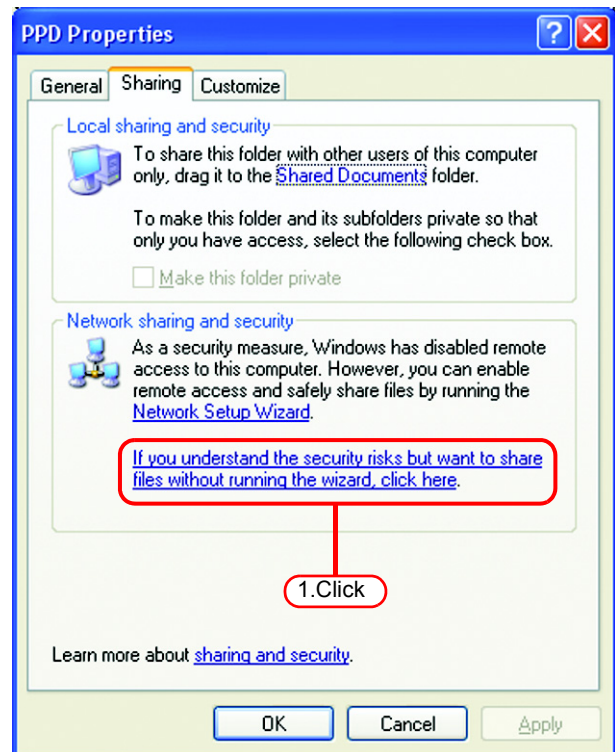 PPD Properties
General Sharing Customize
Local sharing and security
To share this folder with other users of this computer
only, drag it to the Shared Documents folder.
To make this folder and its subfolders private so that
only you have access, select the following check box.
Make this folder private
Network sharing and security
As a security measure, Windows has disabled remote
access to this computer. However, you can enable
remote access and safely share files by running the
Network Setup Wizard.
If you understand the security risks but want to share
files without running the wizard, click here.
1.Click
Learn more about sharing and security.
OK Cancel Apply